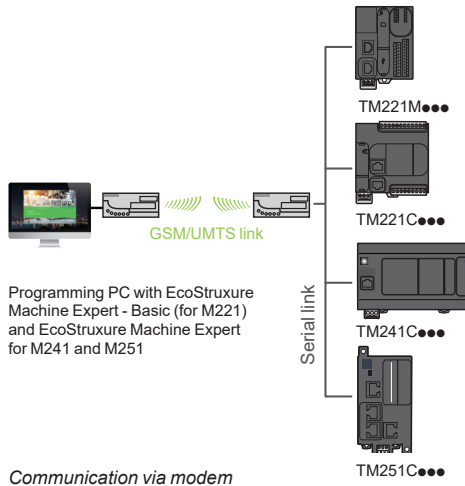 TM221M●●●
TM221C●●●
GSM/UMTS link
Programming PC with EcoStruxure
Machine Expert - Basic (for M221)
and EcoStruxure Machine Expert
for M241 and M251
Serial link
TM241C●●●
TM251C●●●
Communication via modem